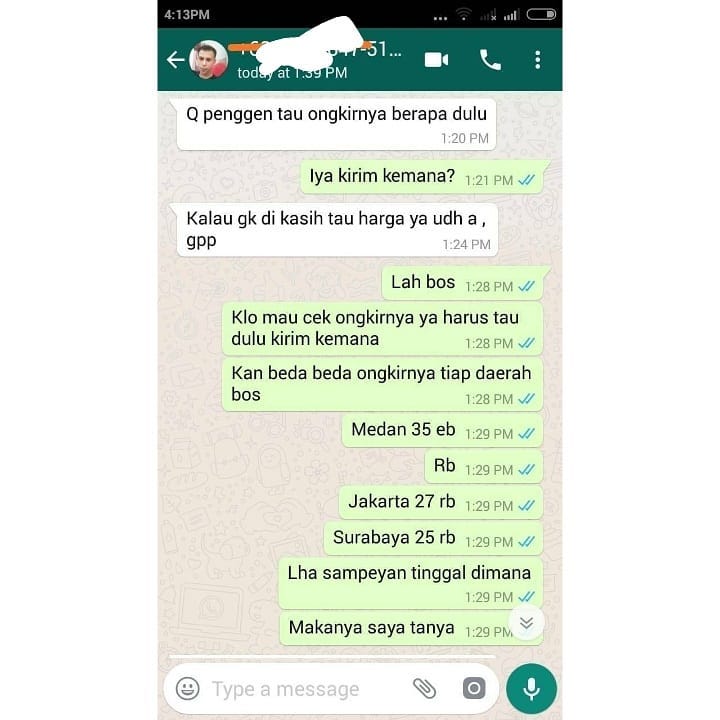 4:13PM
today at 1:39 PM
Q penggen tau ongkirnya berapa dulu
1:20 PM
Iya kirim kemana? 1:21 PM
Kalau gk di kasih tau harga ya udh a ,
gpp
1:24 PM
Lah bos 1:28 PM
Klo mau cek ongkirnya ya harus tau
dulu kirim kemana 1:28 PM
Kan beda beda ongkirnya tiap daerah
bos 1:28 PM
Medan 35 eb 1:29 PM
Rb 1:29 PM
Jakarta 27 rb 1:29 PM
Surabaya 25 rb 1:29 PM
Lha sampeyan tinggal dimana
1:29 PM
Makanya saya tanya 1:29 PM
Type a message